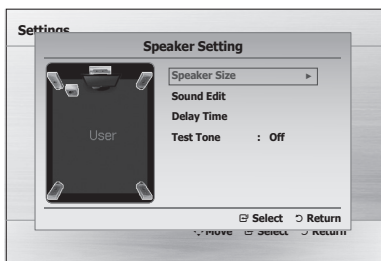 Settings
Speaker Setting
User
Speaker Size ►
Sound Edit
Delay Time
Test Tone : Off
Select Return
Move Select Return